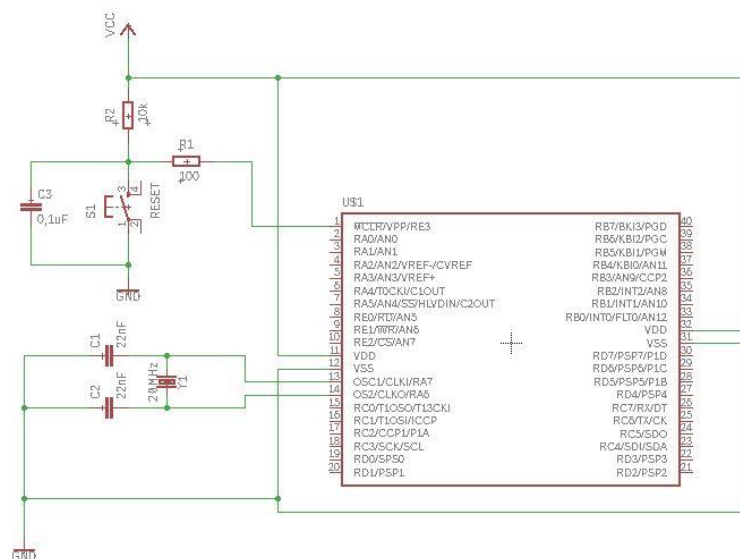 VCC
R2
10k
R1
100
C3
0,1uF
S1
3
4
1
2
RESET
GND
C1
22nF
C2
22nF
20MHz
Y1
GND
U$1
1 MCLR/VPP/RE3 RB7/BKI3/PGD 40
2 RA0/AN0 RB6/KBI2/PGC 39
3 RA1/AN1 RB5/KBI1/PGM 38
4 RA2/AN2/VREF-/CVREF RB4/KBI0/AN11 37
5 RA3/AN3/VREF+ RB3/AN9/CCP2 36
6 RA4/T0CKI/C1OUT RB2/INT2/AN8 35
7 RA5/AN4/SS/HLVDIN/C2OUT RB1/INT1/AN10 34
8 RE0/RD/AN5 RB0/INT0/FLT0/AN12 33
9 RE1/WR/AN6 VDD 32
10 RE2/CS/AN7 VSS 31
11 VDD RD7/PSP7/P1D 30
12 VSS RD6/PSP6/P1C 29
13 OSC1/CLKI/RA7 RD5/PSP5/P1B 28
14 OS2/CLKO/RA6 RD4/PSP4 27
15 RC0/T1OSO/T13CKI RC7/RX/DT 26
16 RC1/T1OSI/ICCP RC6/TX/CK 25
17 RC2/CCP1/P1A RC5/SDO 24
18 RC3/SCK/SCL RC4/SDI/SDA 23
19 RD0/SPS0 RD3/PSP3 22
20 RD1/PSP1 RD2/PSP2 21